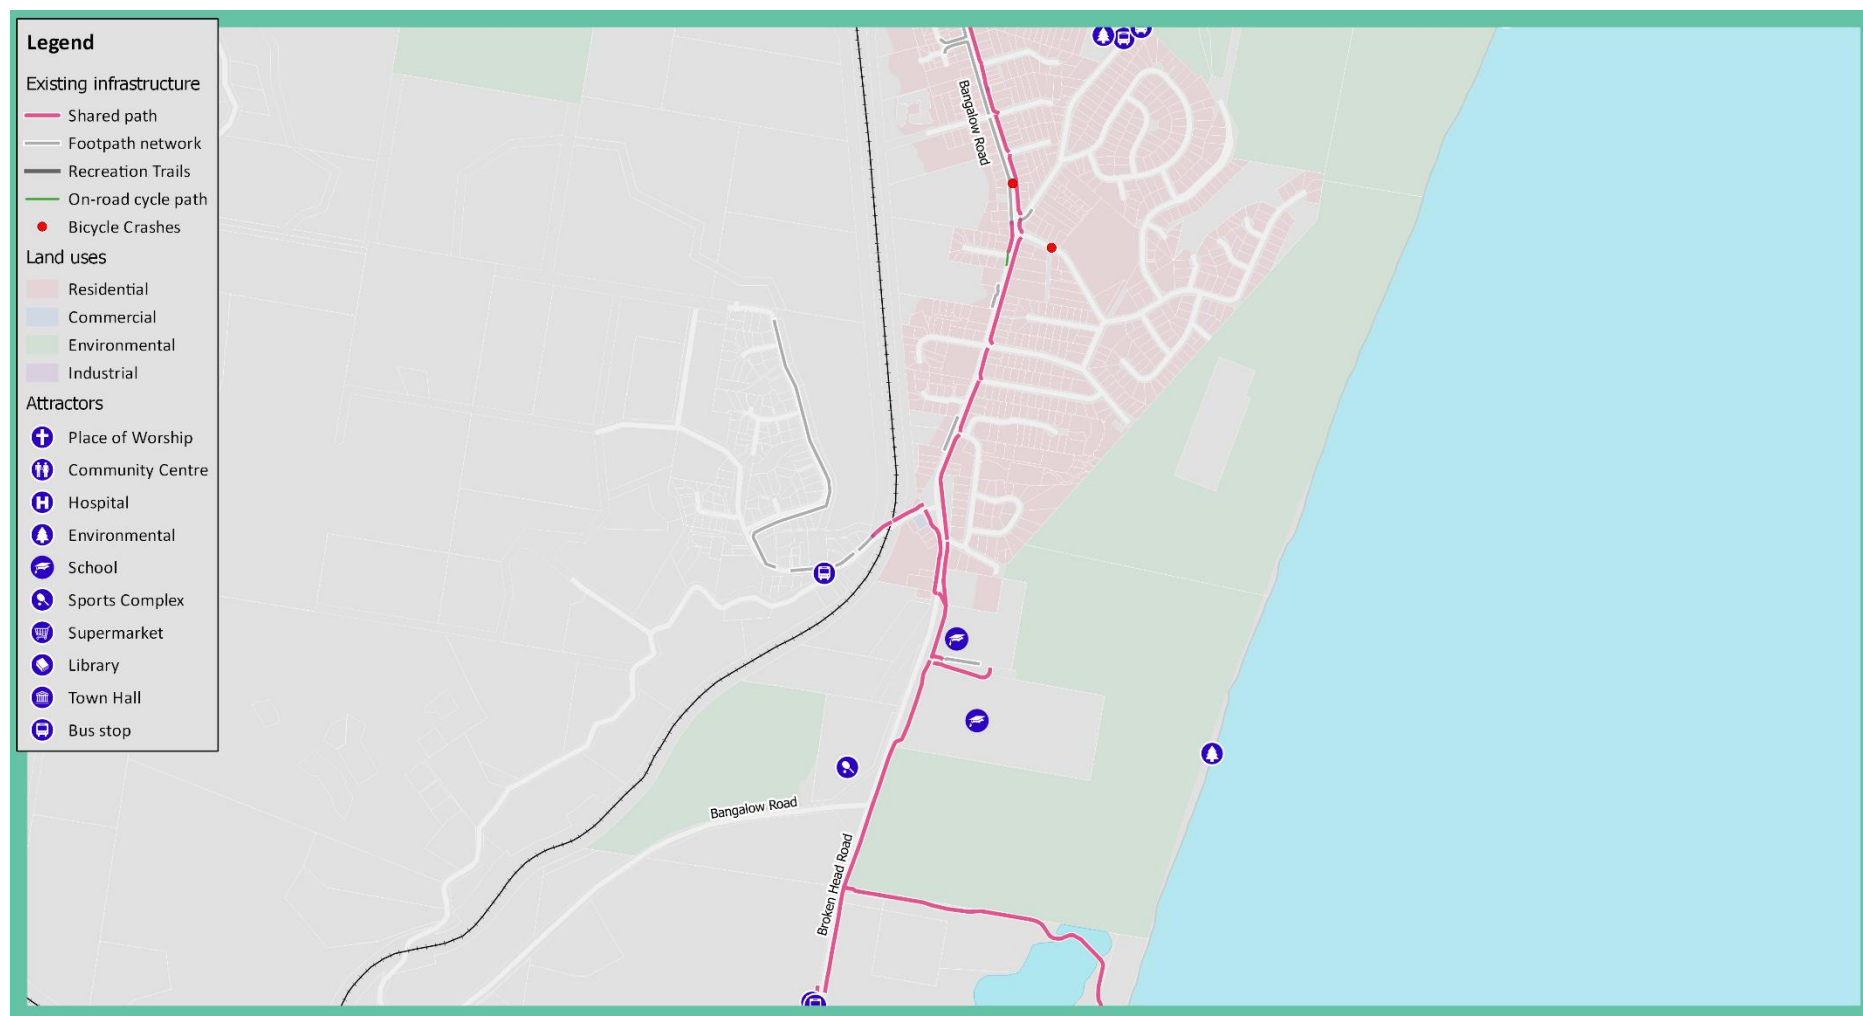 Legend
Existing infrastructure
Shared path
Footpath network
Recreation Trails
On-road cycle path
Bicycle Crashes
Land uses
Residential
Commercial
Environmental
Industrial
Attractors
Place of Worship
Community Centre
Hospital
Environmental
School
Sports Complex
Supermarket
Library
Town Hall
Bus stop
Bangalow Road
Bangalow Road
Broken Head Road